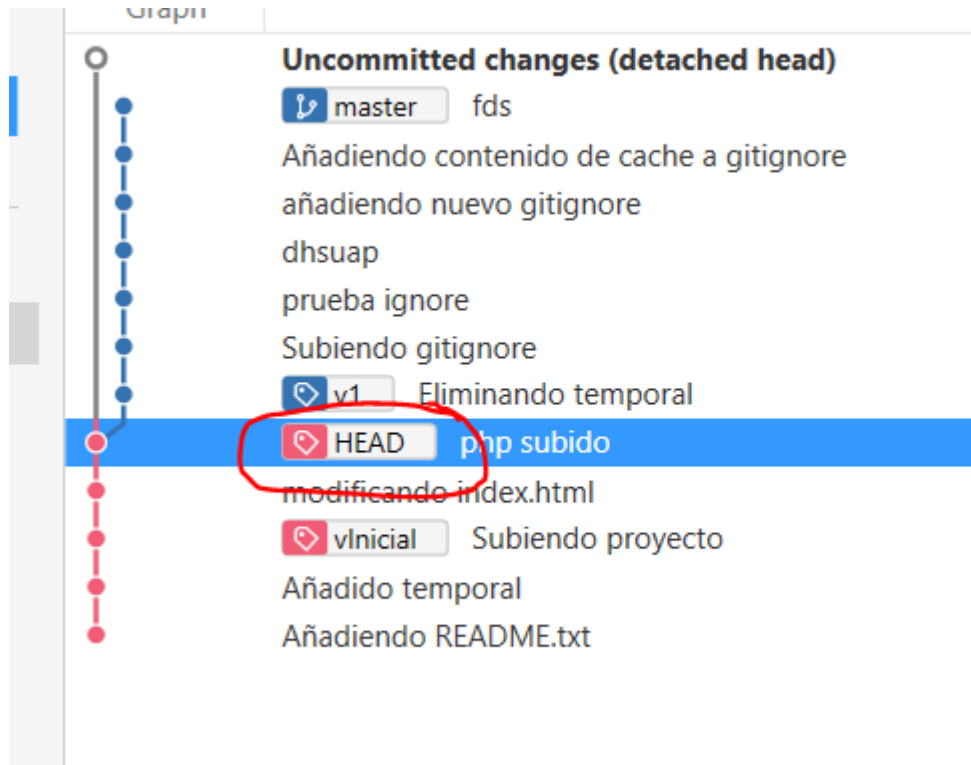 Graph
Uncommitted changes (detached head)
master fds
Añadiendo contenido de cache a gitignore
añadiendo nuevo gitignore
dhsuap
prueba ignore
Subiendo gitignore
v1 Eliminando temporal
HEAD php subido
modificando index.html
vInicial Subiendo proyecto
Añadido temporal
Añadiendo README.txt